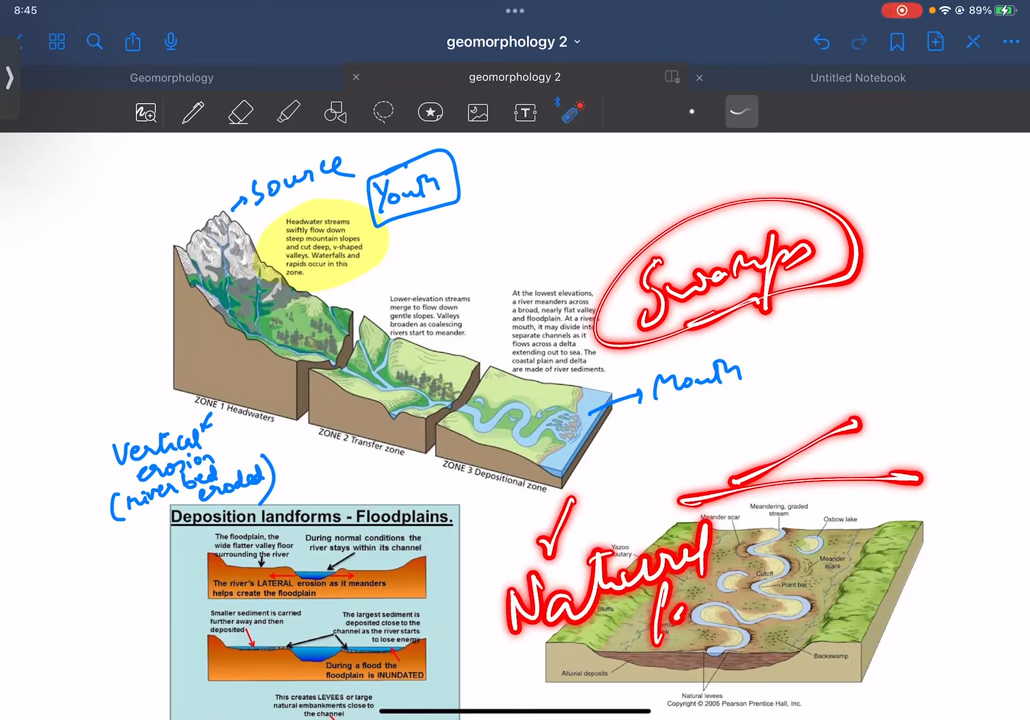 8:45
89%
geomorphology 2
Geomorphology
geomorphology 2
Untitled Notebook
Source
Youth
Headwater streams
swiftly flow down
steep mountain slopes
and cut deep, v-shaped
valleys. Waterfalls and
rapids occur in this
zone.
Swamps
Lower-elevation streams
merge to flow down
gentle slopes. Valleys
broaden as coalescing
rivers start to meander.
At the lowest elevations,
a river meanders across
a broad, nearly flat valley
and floodplain. At a river
mouth, it may divide into
separate channels as it
flows across a delta
extending out to sea. The
coastal plain and delta
are made of river sediments.
Mouth
ZONE 1 Headwaters
ZONE 2 Transfer zone
ZONE 3 Depositional zone
Vertical
erosion
(river bed
eroded)
Natural
Deposition landforms - Floodplains.
The floodplain, the
wide flatter valley floor
surrounding the river
During normal conditions the
river stays within its channel
The river's LATERAL erosion as it meanders
helps create the floodplain
Smaller sediment is carried
further away and then
deposited
The largest sediment is
deposited close to the
channel as the river starts
to lose energy
During a flood the
floodplain is INUNDATED
This creates LEVEES or large
natural embankments close to
the channel
Meandering, graded
stream
Meander scar
Oxbow lake
Yazoo
Meander
scars
Cutoff
Point bar
Bluffs
Backswamp
Alluvial deposits
Natural levees
Copyright © 2005 Pearson Prentice Hall, Inc.